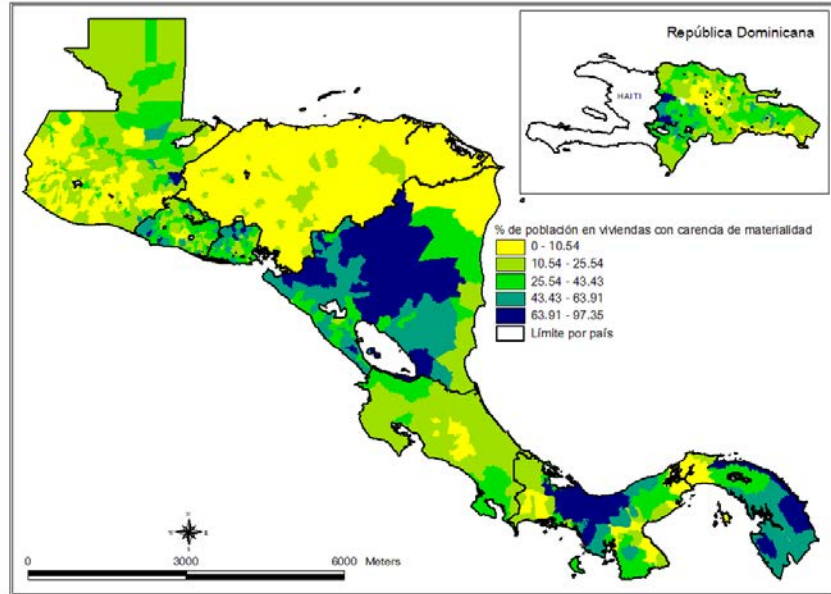 República Dominicana
HAITI
% de población en viviendas con carencia de materialidad
0 - 10.54
10.54 - 25.54
25.54 - 43.43
43.43 - 63.91
63.91 - 97.35
Límite por país
0 3000 6000 Meters